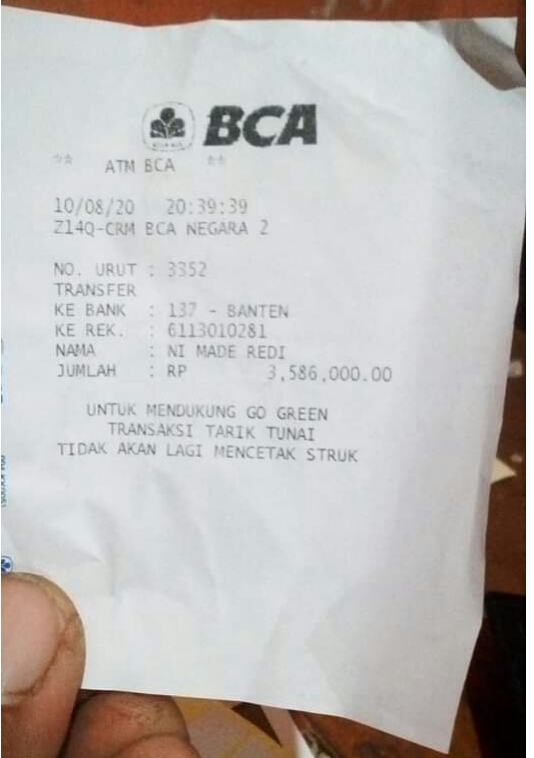 BCA
** ATM BCA **
10/08/20 20:39:39
Z14Q-CRM BCA NEGARA 2
NO. URUT : 3352
TRANSFER
KE BANK : 137 - BANTEN
KE REK. : 6113010281
NAMA : NI MADE REDI
JUMLAH : RP 3,586,000.00
UNTUK MENDUKUNG GO GREEN
TRANSAKSI TARIK TUNAI
TIDAK AKAN LAGI MENCETAK STRUK